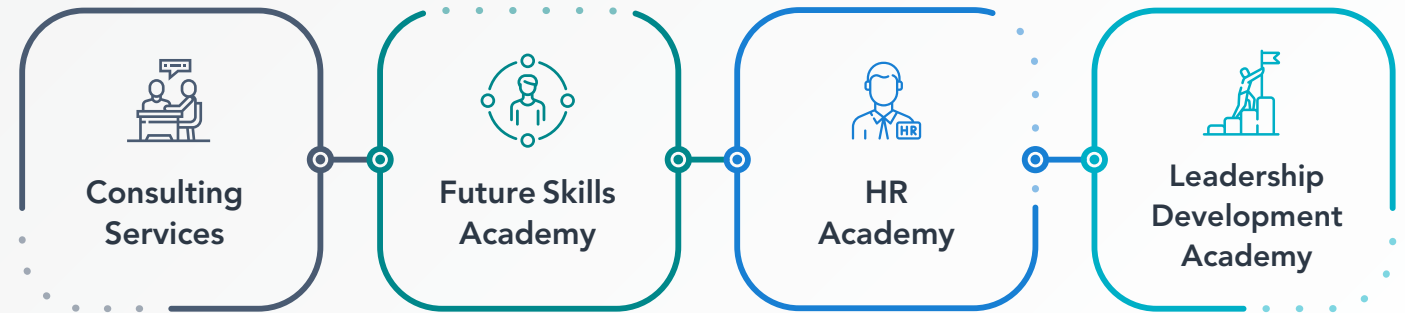 Consulting
Services
Future Skills
Academy
HR
HR
Academy
Leadership
Development
Academy